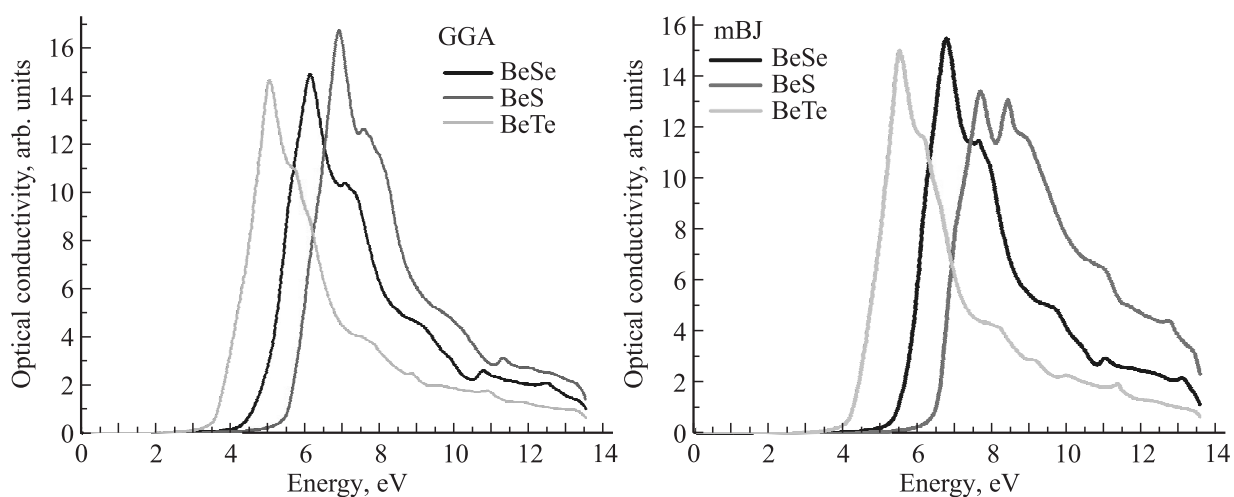 GGA
BeSe
BeS
BeTe
Optical conductivity, arb. units
16
14
12
10
8
6
4
2
0
0 2 4 6 8 10 12 14
Energy, eV
mBJ
BeSe
BeS
BeTe
Optical conductivity, arb. units
16
14
12
10
8
6
4
2
0
0 2 4 6 8 10 12 14
Energy, eV